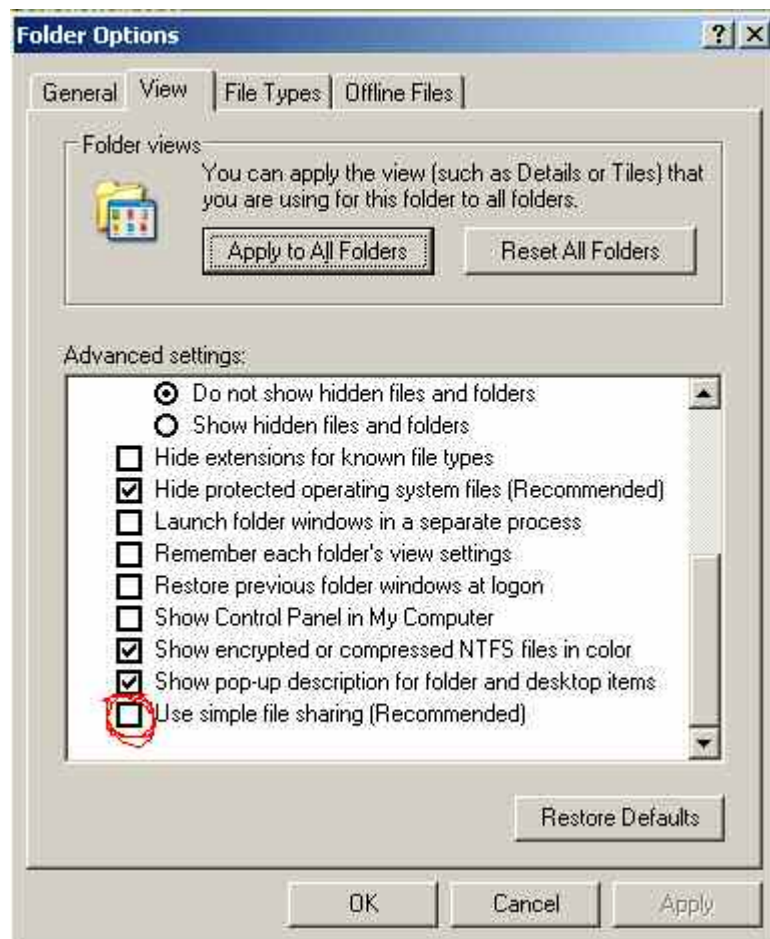 Folder Options
General View File Types Offline Files
Folder views
You can apply the view (such as Details or Tiles) that
you are using for this folder to all folders.
Apply to All Folders Reset All Folders
Advanced settings:
Do not show hidden files and folders
Show hidden files and folders
Hide extensions for known file types
Hide protected operating system files (Recommended)
Launch folder windows in a separate process
Remember each folder's view settings
Restore previous folder windows at logon
Show Control Panel in My Computer
Show encrypted or compressed NTFS files in color
Show pop-up description for folder and desktop items
Use simple file sharing (Recommended)
Restore Defaults
OK Cancel Apply